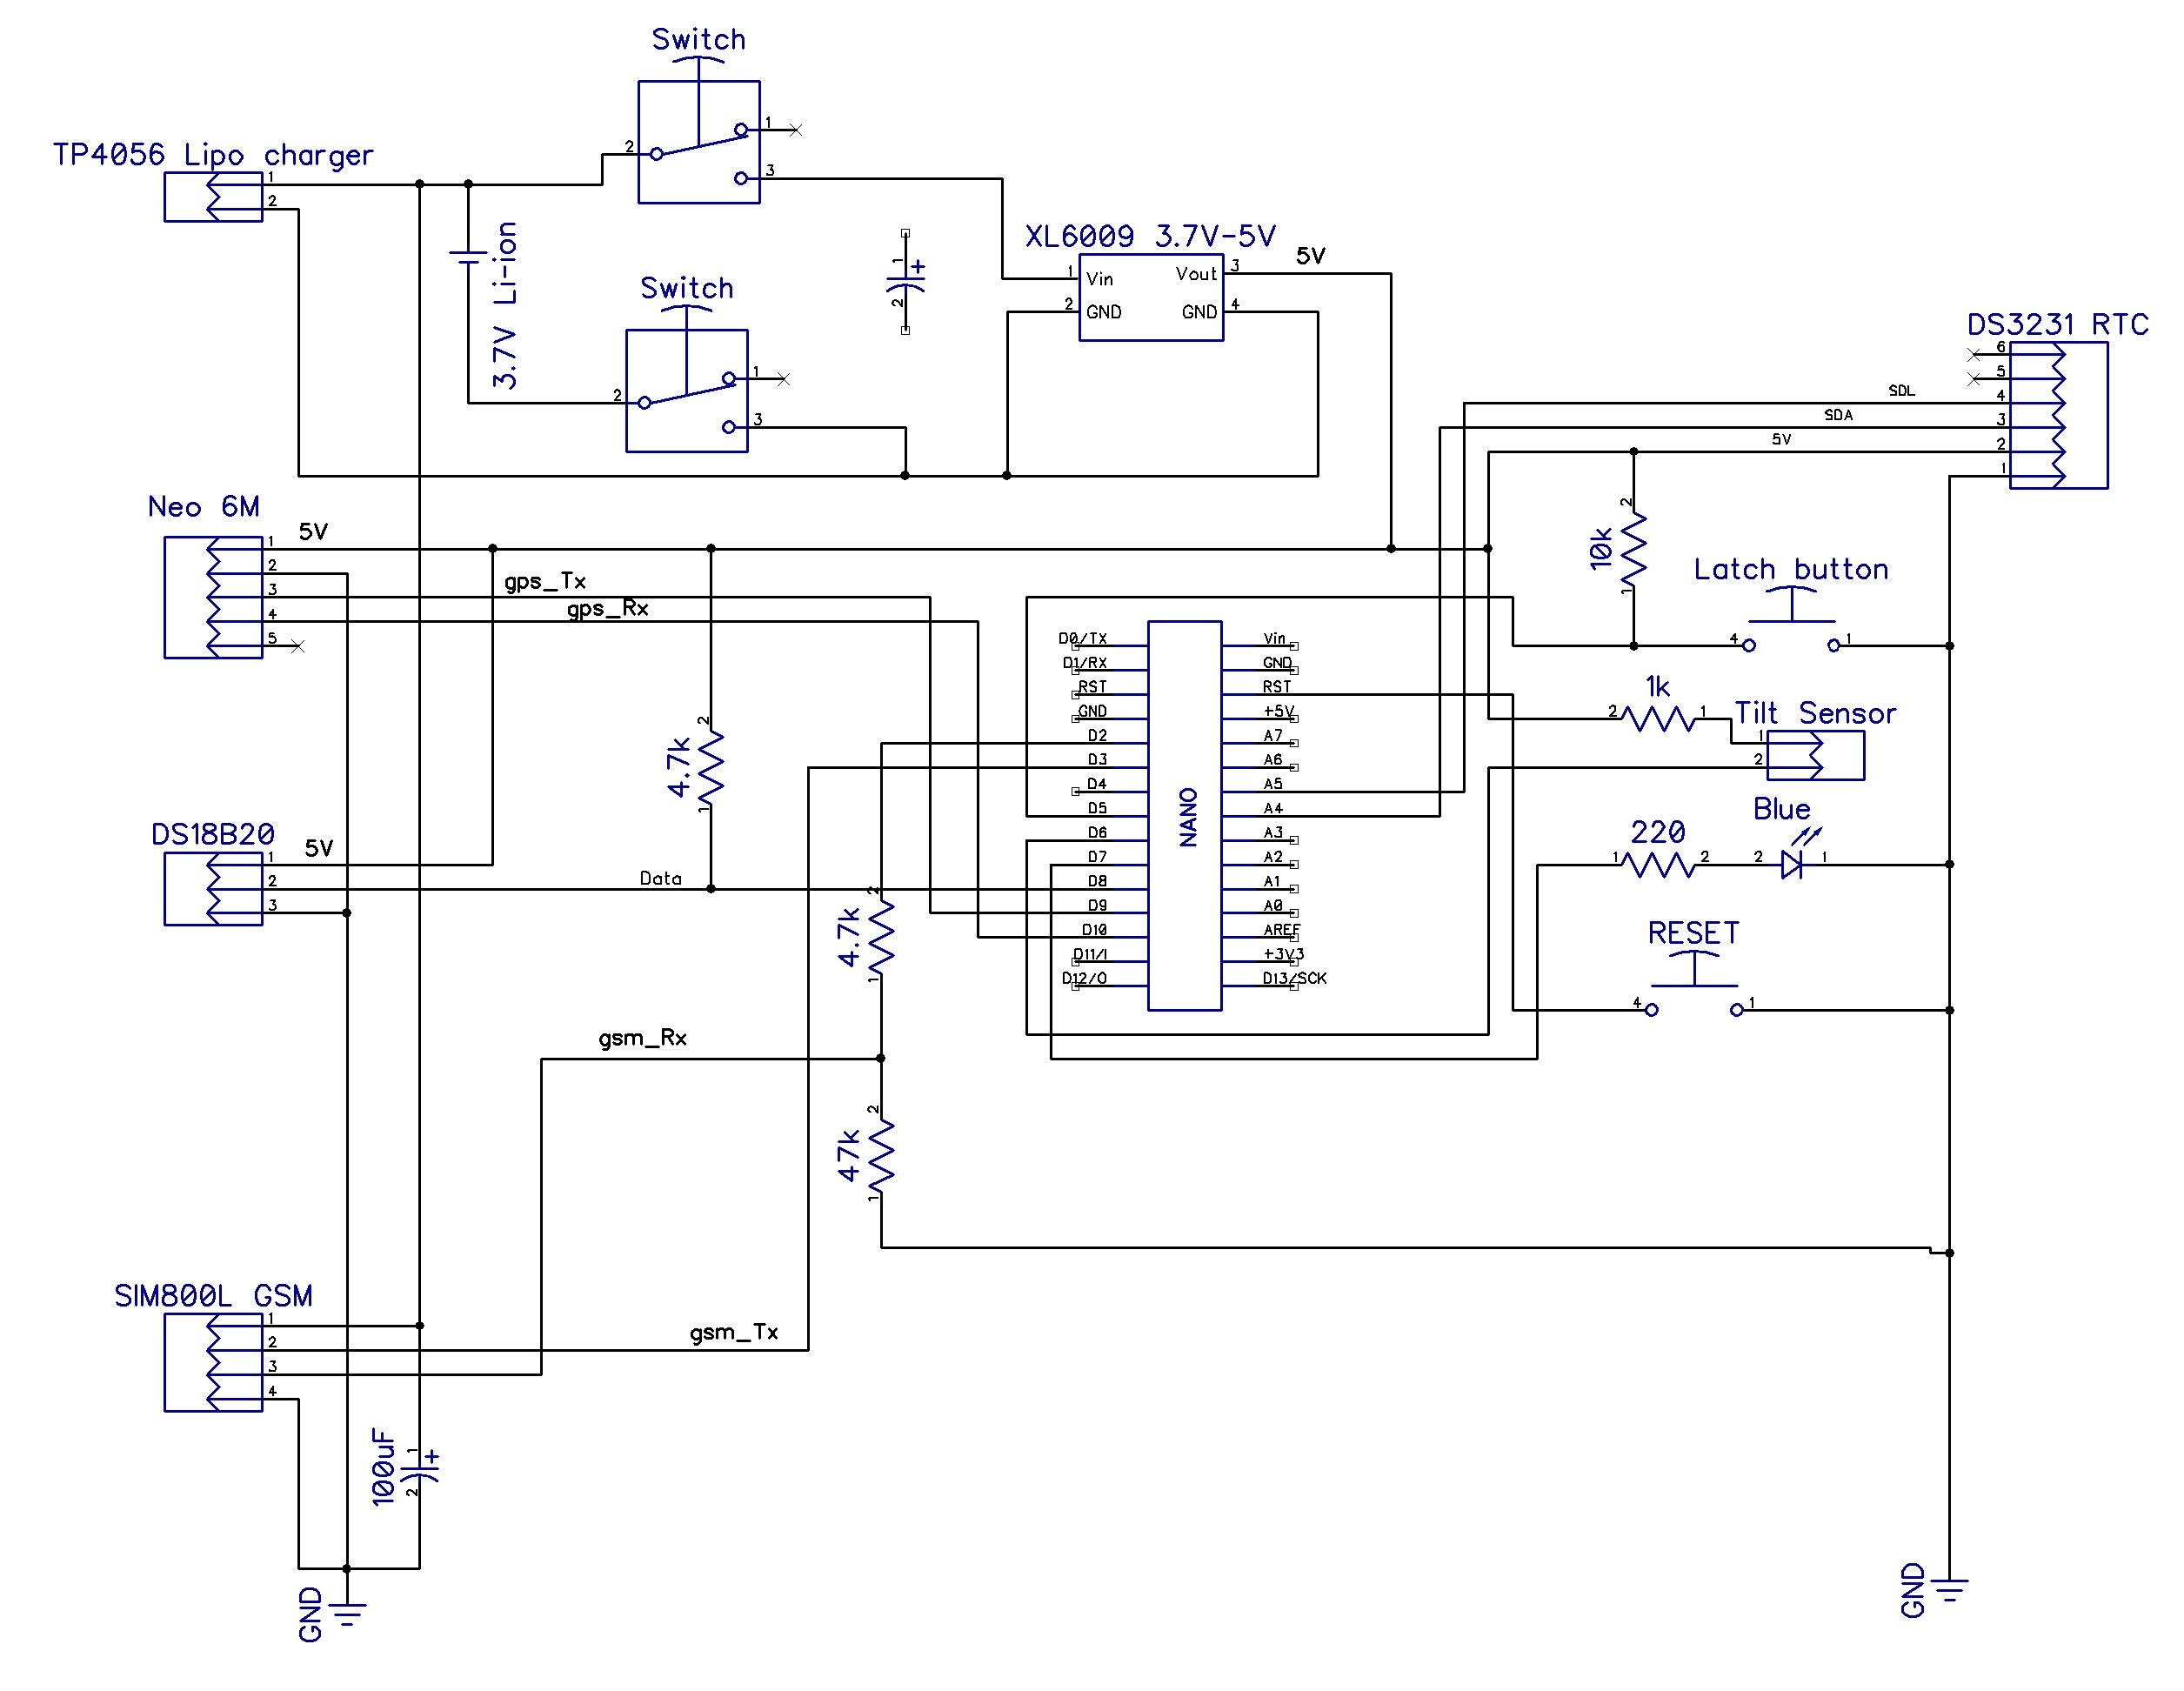 Switch
1
2
3
TP4056 Lipo charger
1
2
3.7V Li-ion
Switch
1
2
3
1
+
2
XL6009 3.7V-5V
1
Vin
Vout
3
2
GND
GND
4
5V
DS3231 RTC
6
5
4
3
2
1
SDL
SDA
5V
Neo 6M
1
2
3
4
5
5V
gps_Tx
gps_Rx
2
10k
1
Latch button
4
1
2
4.7k
1
NANO
D0/TX
D1/RX
RST
GND
D2
D3
D4
D5
D6
D7
D8
D9
D10
D11/I
D12/O
Vin
GND
RST
+5V
A7
A6
A5
A4
A3
A2
A1
A0
AREF
+3V3
D13/SCK
1k
2
1
Tilt Sensor
1
2
Blue
220
1
2
2
1
RESET
4
1
DS18B20
1
2
3
5V
Data
2
4.7k
1
gsm_Rx
2
47k
1
SIM800L GSM
1
2
3
4
gsm_Tx
100uF
1
+
2
GND
GND